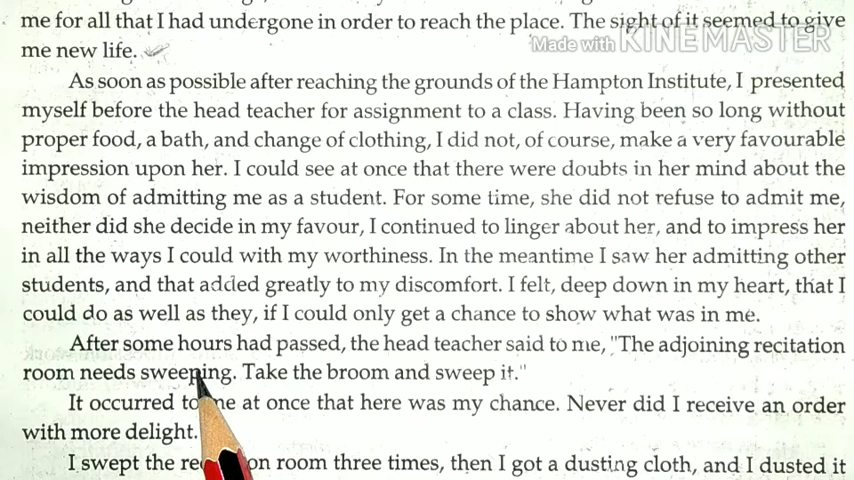 me for all that I had undergone in order to reach the place. The sight of it seemed to give
me new life.
Made with KINEMASTER
As soon as possible after reaching the grounds of the Hampton Institute, I presented
myself before the head teacher for assignment to a class. Having been so long without
proper food, a bath, and change of clothing, I did not, of course, make a very favourable
impression upon her. I could see at once that there were doubts in her mind about the
wisdom of admitting me as a student. For some time, she did not refuse to admit me,
neither did she decide in my favour, I continued to linger about her, and to impress her
in all the ways I could with my worthiness. In the meantime I saw her admitting other
students, and that added greatly to my discomfort. I felt, deep down in my heart, that I
could do as well as they, if I could only get a chance to show what was in me.
After some hours had passed, the head teacher said to me, "The adjoining recitation
room needs sweeping. Take the broom and sweep it."
It occurred to me at once that here was my chance. Never did I receive an order
with more delight.
I swept the room three times, then I got a dusting cloth, and I dusted it